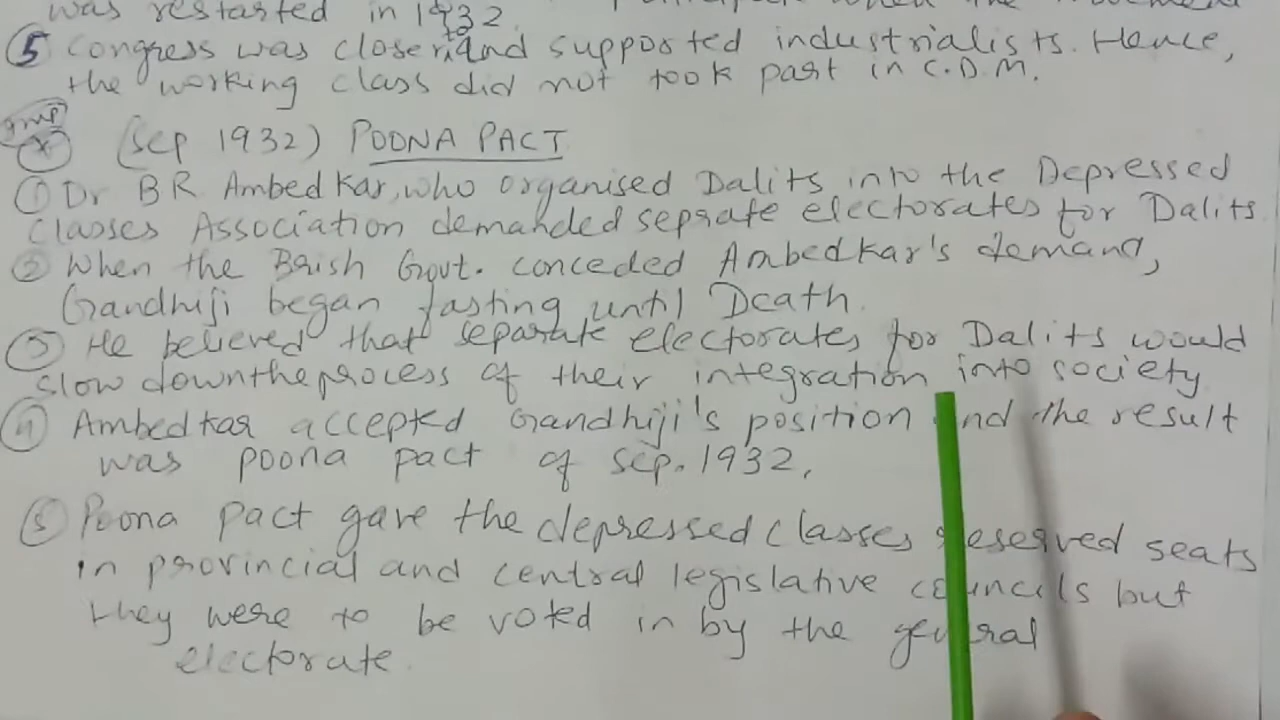 was restarted in 1932
⑤ Congress was closer to and supported industrialists. Hence,
the working class did not took part in C.D.M.
Imp
* (Sep 1932) POONA PACT
① Dr BR Ambedkar, who organised Dalits into the Depressed
Classes Association demanded seprate electorates for Dalits
② When the Brish Govt. conceded Ambedkar's demand,
Gandhiji began fasting until Death.
③ He believed that separate electorates for Dalits would
slow down the process of their integration into society
④ Ambedkar accepted Gandhiji's position and the result
was poona pact of Sep. 1932.
⑤ Poona Pact gave the depressed classes reserved seats
in provincial and central legislative councils but
they were to be voted in by the general
electorate.